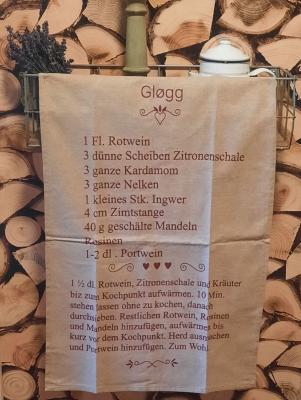 Gløgg
1 Fl. Rotwein
3 dünne Scheiben Zitronenschale
3 ganze Kardamom
3 ganze Nelken
1 kleines Stk. Ingwer
4 cm Zimtstange
40 g geschälte Mandeln
Rosinen
1-2 dl . Portwein
1 ½ dl. Rotwein, Zitronenschale und Kräuter
bis zum Kochpunkt aufwärmen. 10 Min.
stehen lassen ohne zu kochen, danach
durchsieben. Restlichen Rotwein, Rosinen
und Mandeln hinzufügen, aufwärmen bis
kurz vor dem Kochpunkt. Herd ausmachen
und Portwein hinzufügen. Zum Wohl.